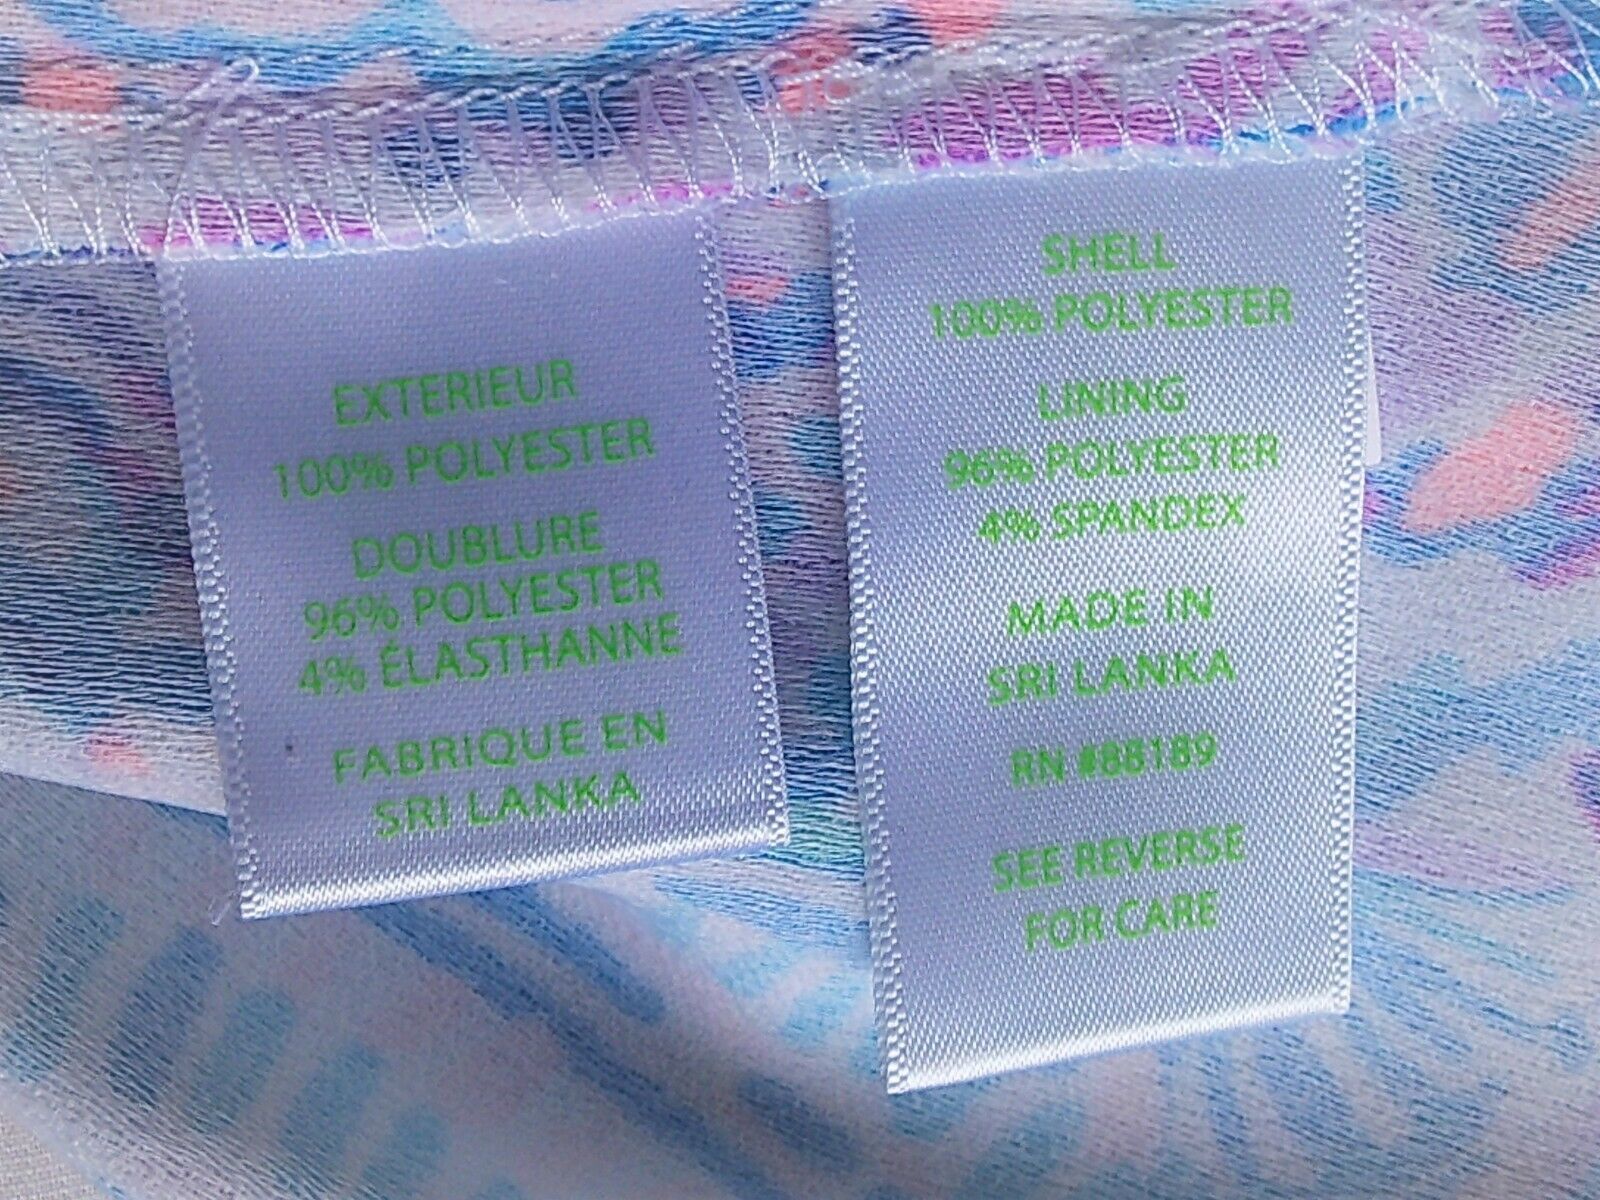 EXTERIEUR
100% POLYESTER
DOUBLURE
96% POLYESTER
4% ÉLASTHANNE
FABRIQUE EN
SRI LANKA
SHELL
100% POLYESTER
LINING
96% POLYESTER
4% SPANDEX
MADE IN
SRI LANKA
RN #88189
SEE REVERSE
FOR CARE